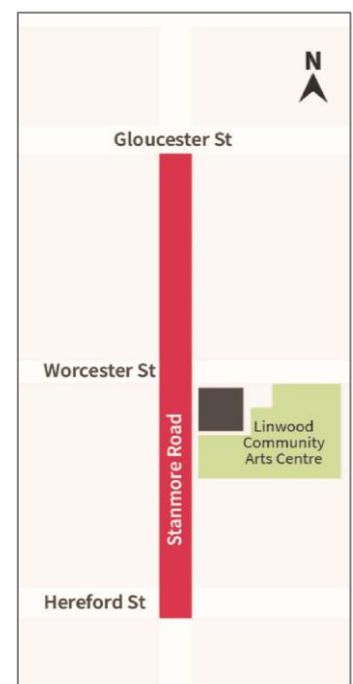 N
Gloucester St
Worcester St
Linwood
Community
Arts Centre
Stanmore Road
Hereford St